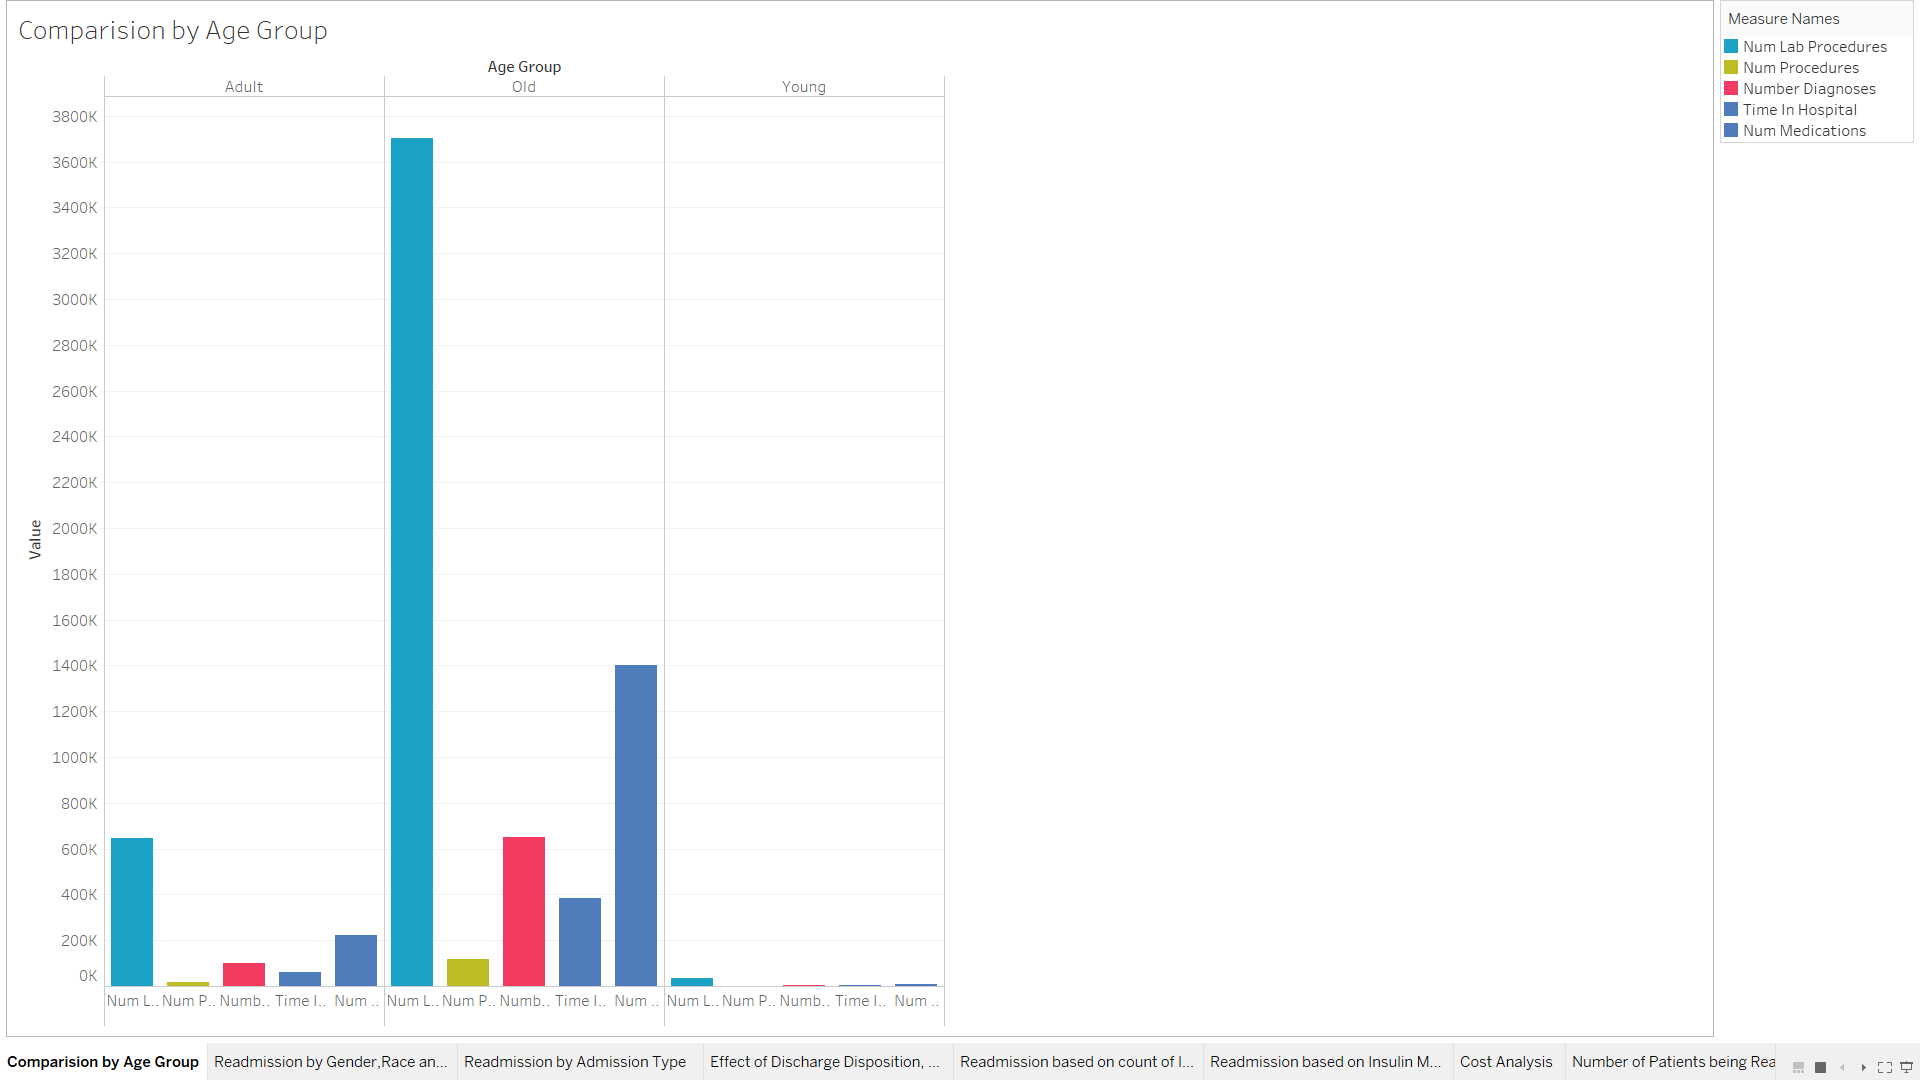 Comparision by Age Group
Age Group
Adult Old Young
3800K
3600K
3400K
3200K
3000K
2800K
2600K
2400K
2200K
2000K
1800K
1600K
1400K
1200K
1000K
800K
600K
400K
200K
0K
Value
Num L.. Num P.. Numb.. Time I.. Num .. Num L.. Num P.. Numb.. Time I.. Num .. Num L.. Num P.. Numb.. Time I.. Num ..
Measure Names
Num Lab Procedures
Num Procedures
Number Diagnoses
Time In Hospital
Num Medications
Comparision by Age Group Readmission by Gender,Race an... Readmission by Admission Type Effect of Discharge Disposition, ... Readmission based on count of I... Readmission based on Insulin M... Cost Analysis Number of Patients being Rea